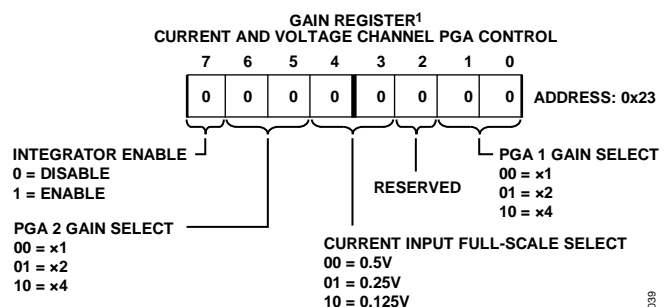 GAIN REGISTER1
CURRENT AND VOLTAGE CHANNEL PGA CONTROL
7 6 5 4 3 2 1 0
0 0 0 0 0 0 0 0 ADDRESS: 0x23
INTEGRATOR ENABLE
0 = DISABLE
1 = ENABLE
RESERVED
PGA 1 GAIN SELECT
00 = ×1
01 = ×2
10 = ×4
PGA 2 GAIN SELECT
00 = ×1
01 = ×2
10 = ×4
CURRENT INPUT FULL-SCALE SELECT
00 = 0.5V
01 = 0.25V
10 = 0.125V
039